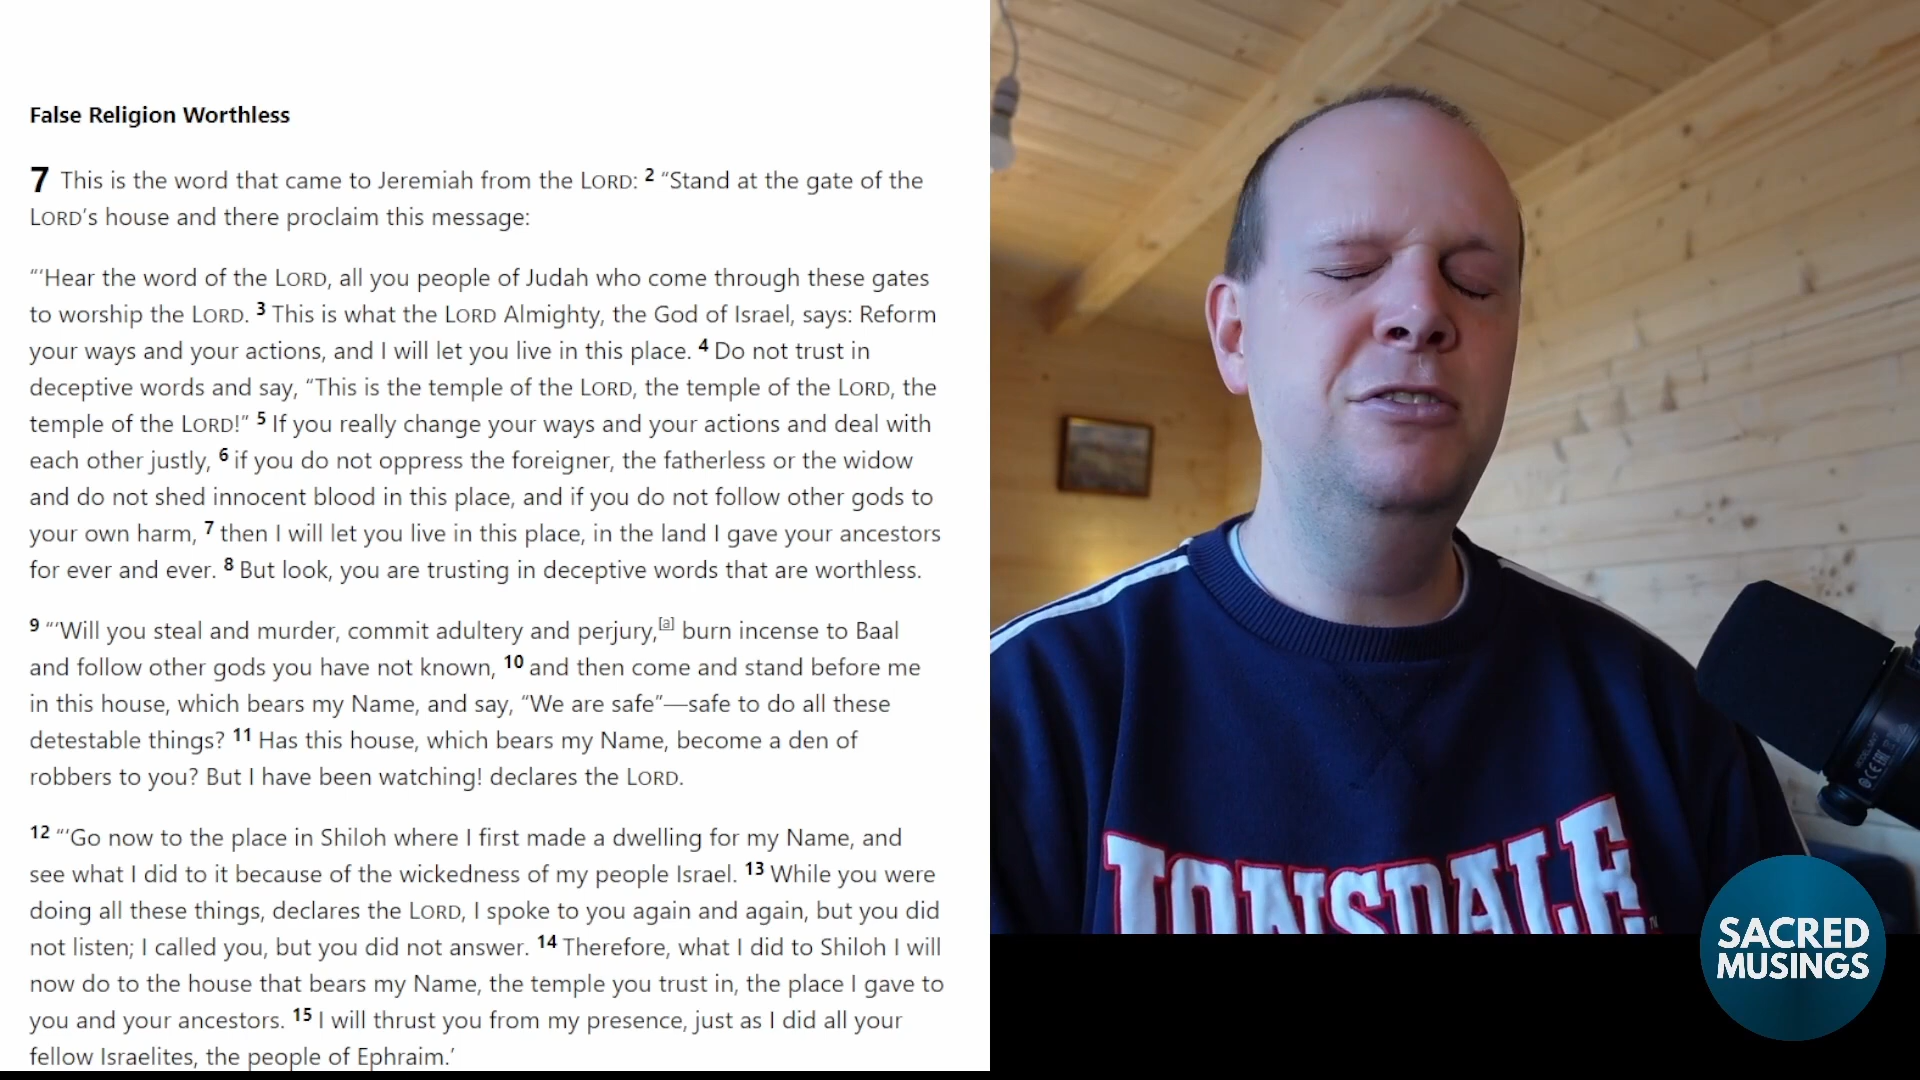 False Religion Worthless
7 This is the word that came to Jeremiah from the LORD: 2 “Stand at the gate of the
LORD’s house and there proclaim this message:
“‘Hear the word of the LORD, all you people of Judah who come through these gates
to worship the LORD. 3 This is what the LORD Almighty, the God of Israel, says: Reform
your ways and your actions, and I will let you live in this place. 4 Do not trust in
deceptive words and say, “This is the temple of the LORD, the temple of the LORD, the
temple of the LORD!” 5 If you really change your ways and your actions and deal with
each other justly, 6 if you do not oppress the foreigner, the fatherless or the widow
and do not shed innocent blood in this place, and if you do not follow other gods to
your own harm, 7 then I will let you live in this place, in the land I gave your ancestors
for ever and ever. 8 But look, you are trusting in deceptive words that are worthless.
9 “‘Will you steal and murder, commit adultery and perjury,[a] burn incense to Baal
and follow other gods you have not known, 10 and then come and stand before me
in this house, which bears my Name, and say, “We are safe”—safe to do all these
detestable things? 11 Has this house, which bears my Name, become a den of
robbers to you? But I have been watching! declares the LORD.
12 “‘Go now to the place in Shiloh where I first made a dwelling for my Name, and
see what I did to it because of the wickedness of my people Israel. 13 While you were
doing all these things, declares the LORD, I spoke to you again and again, but you did
not listen; I called you, but you did not answer. 14 Therefore, what I did to Shiloh I will
now do to the house that bears my Name, the temple you trust in, the place I gave to
you and your ancestors. 15 I will thrust you from my presence, just as I did all your
fellow Israelites, the people of Ephraim.’
LONSDALE
SACRED
MUSINGS